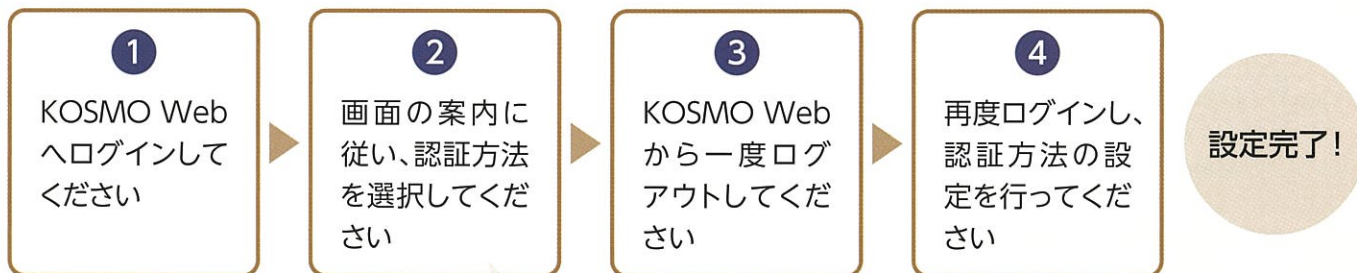 1
KOSMO Web
へログインして
ください
2
画面の案内に
従い、認証方法
を選択してくだ
さい
3
KOSMO Web
から一度ログ
アウトしてくだ
さい
4
再度ログインし、
認証方法の設
定を行ってくだ
さい
設定完了!